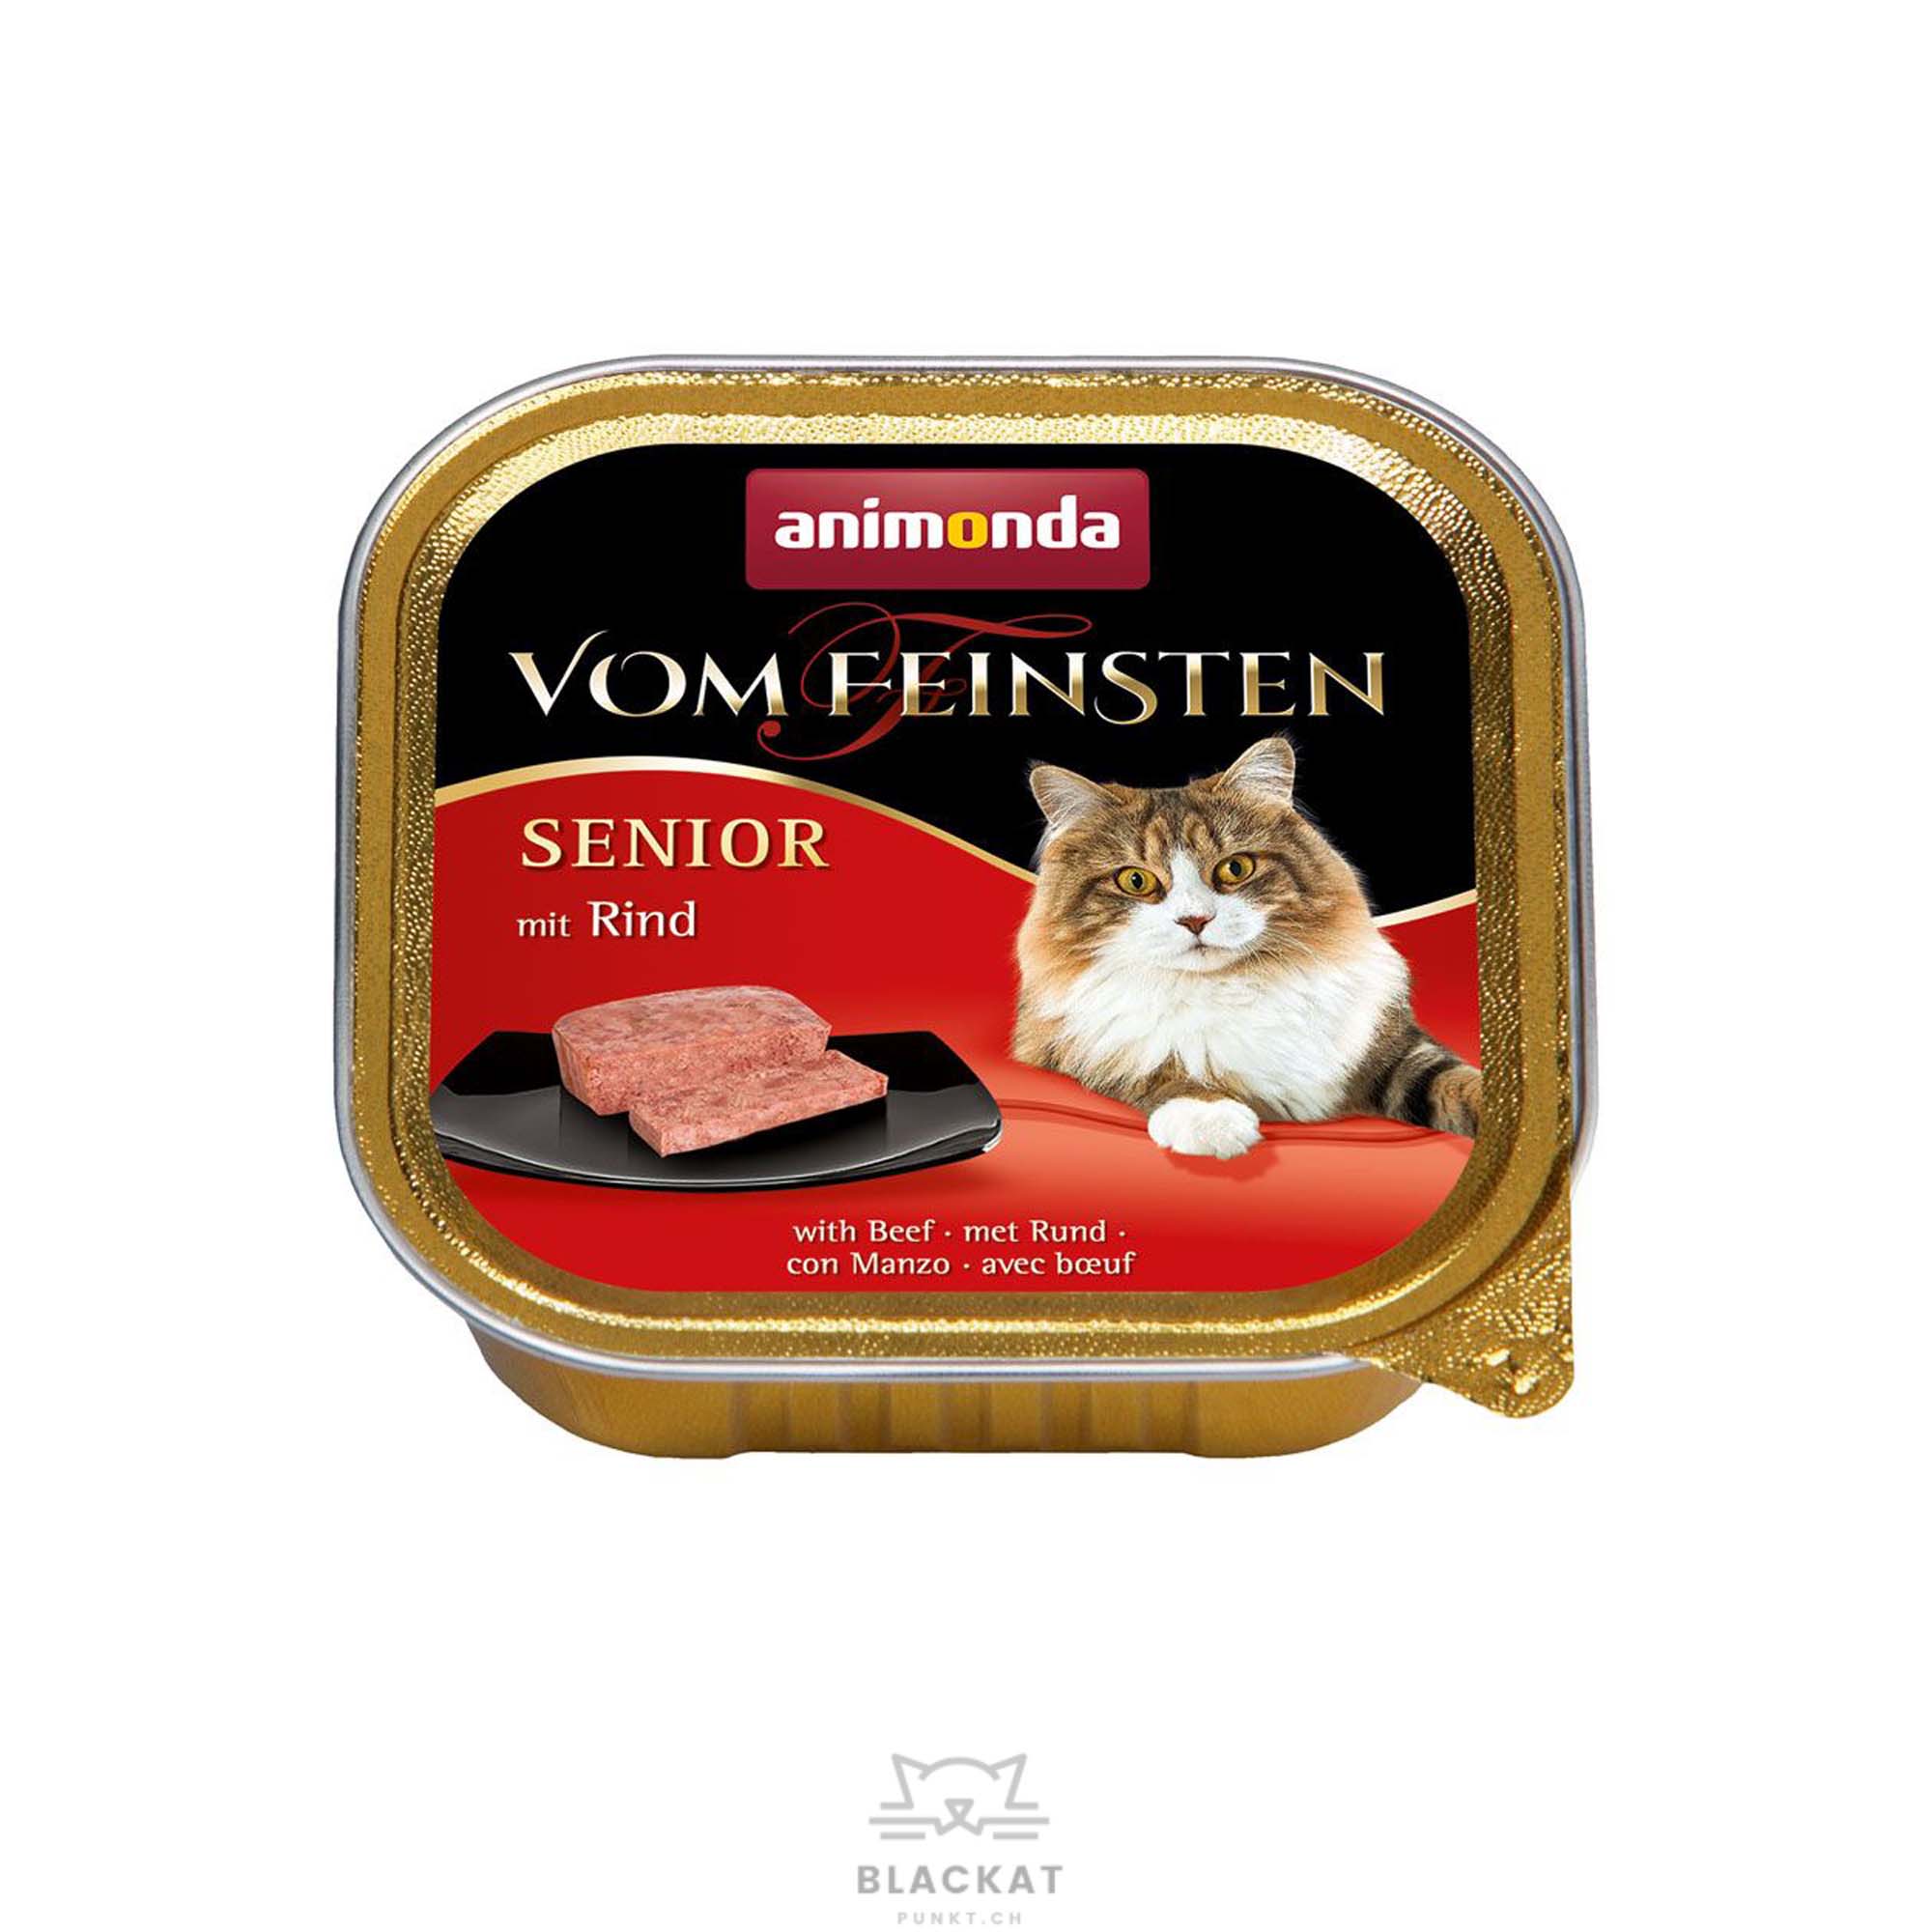 animonda
VOM FEINSTEN
SENIOR
mit Rind
with Beef · met Rund ·
con Manzo · avec bœuf
BLACKAT
PUNKT.CH